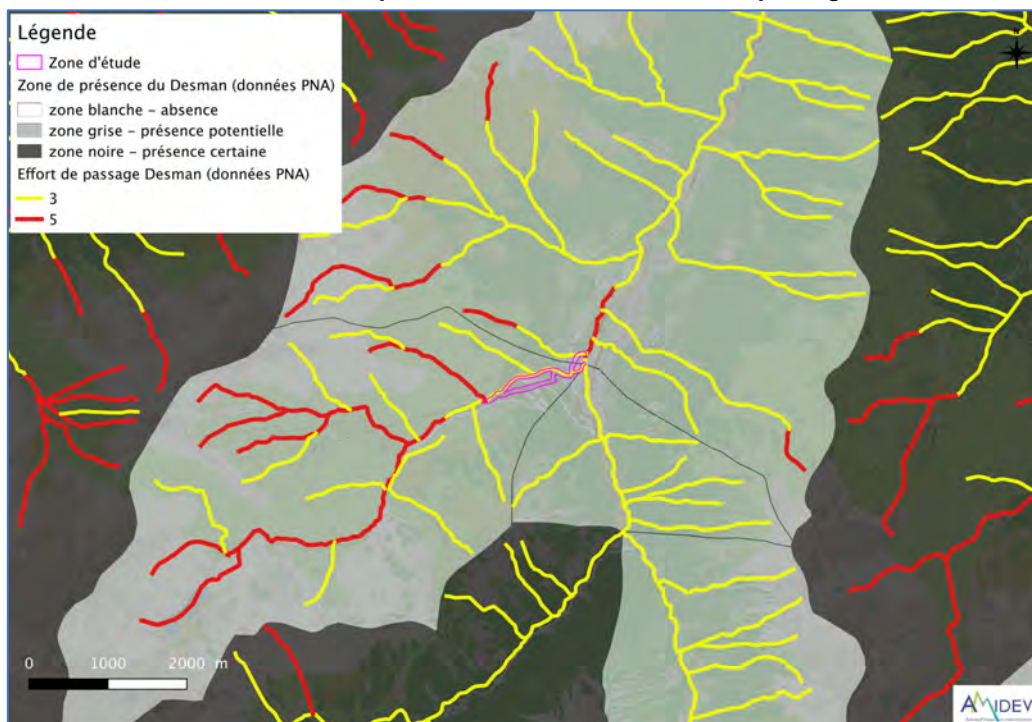 Légende
Zone d'étude
Zone de présence du Desman (données PNA)
zone blanche – absence
zone grise – présence potentielle
zone noire – présence certaine
Effort de passage Desman (données PNA)
3
5
0 1000 2000 m
AMIDEV